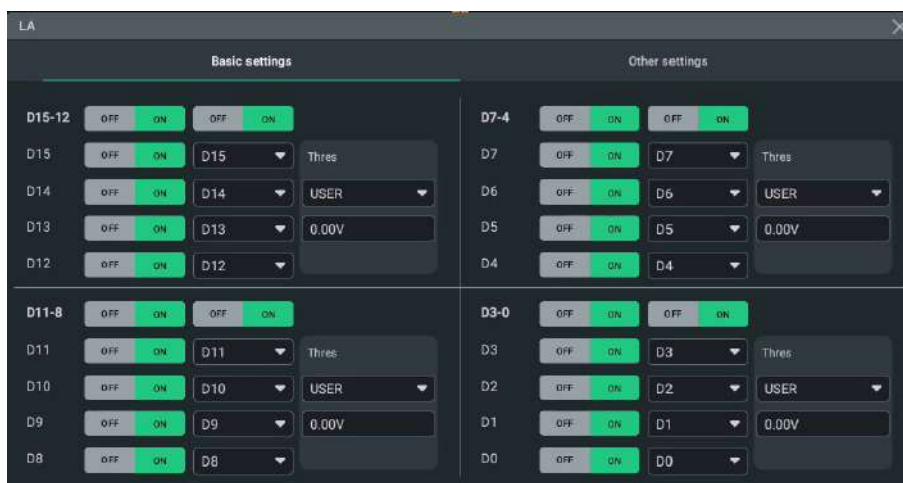 LA
Basic settings Other settings
D15-12 OFF ON OFF ON
D15 OFF ON D15 Thres
D14 OFF ON D14 USER
D13 OFF ON D13 0.00V
D12 OFF ON D12
D7-4 OFF ON OFF ON
D7 OFF ON D7 Thres
D6 OFF ON D6 USER
D5 OFF ON D5 0.00V
D4 OFF ON D4
D11-8 OFF ON OFF ON
D11 OFF ON D11 Thres
D10 OFF ON D10 USER
D9 OFF ON D9 0.00V
D8 OFF ON D8
D3-0 OFF ON OFF ON
D3 OFF ON D3 Thres
D2 OFF ON D2 USER
D1 OFF ON D1 0.00V
D0 OFF ON D0